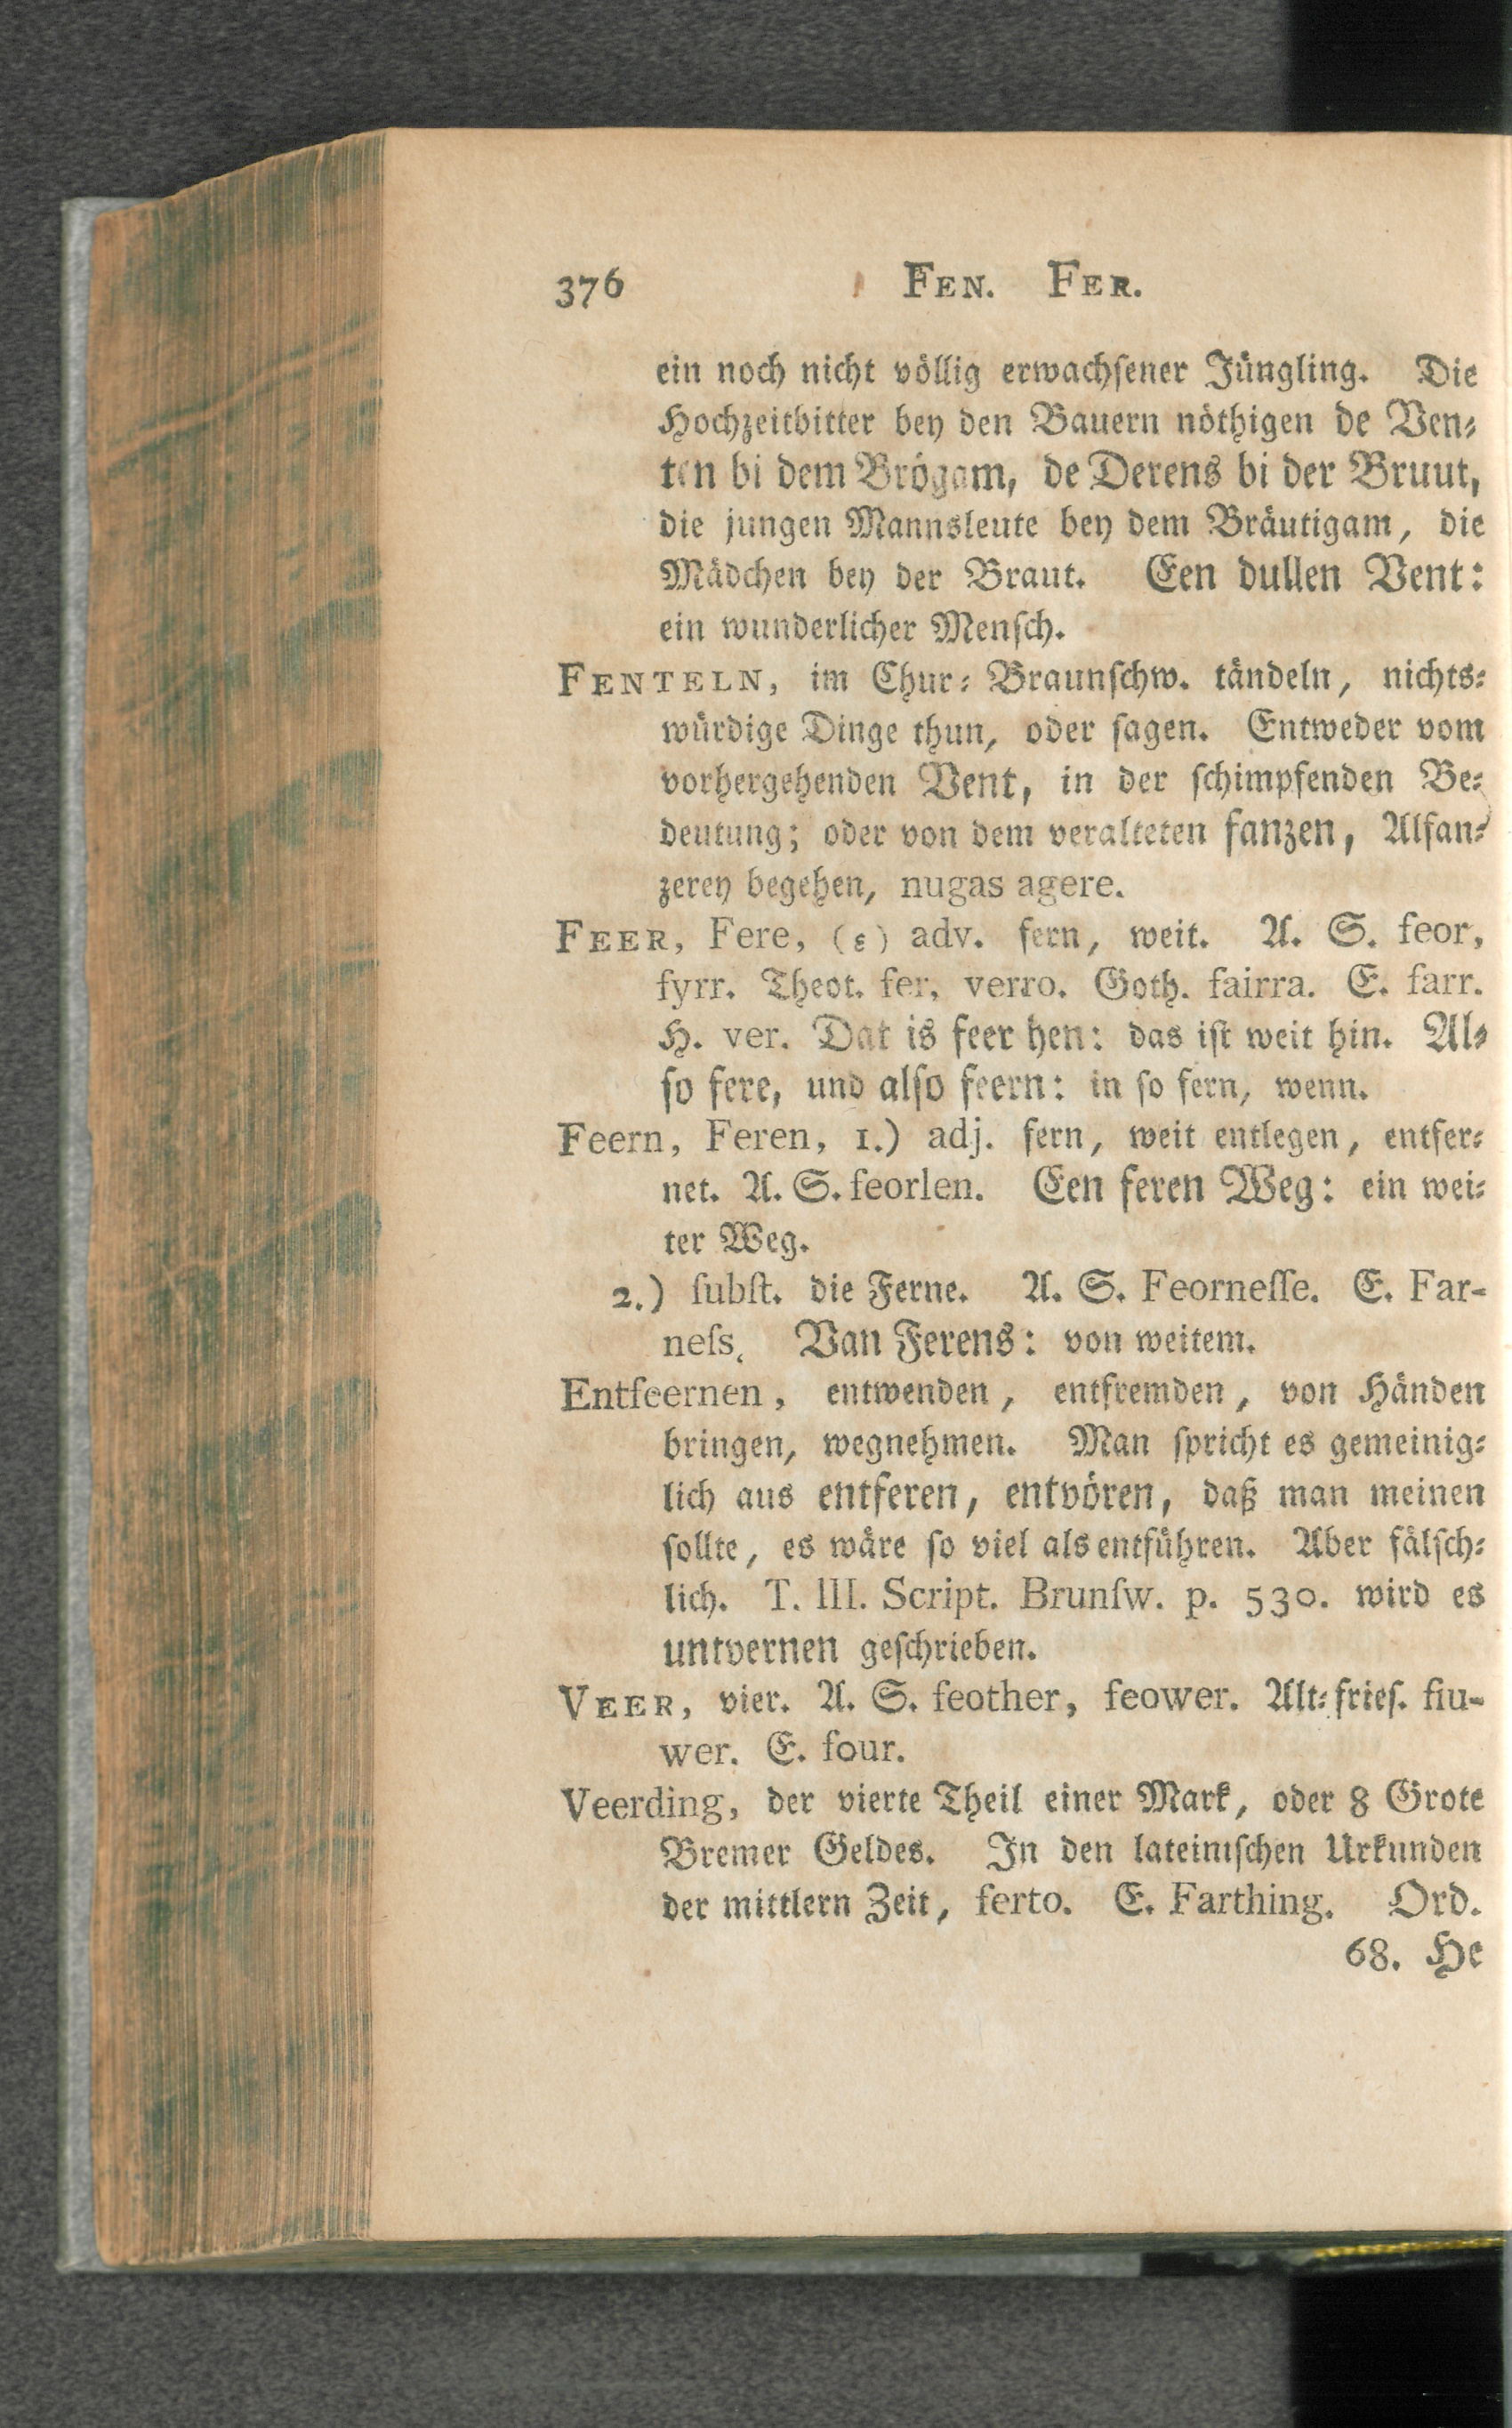 376 FEN. FER.
ein noch nicht völlig erwachſener Jüngling. Die
Hochzeitbitter bey den Bauern nöthigen de Ven⸗
ten bi dem Brögam, de Derens bi der Bruut,
die jungen Mannsleute bey dem Bräutigam, die
Mädchen bey der Braut. Een dullen Vent:
ein wunderlicher Menſch.
FENTELN, im Chur⸗Braunſchw. tändeln, nichts⸗
würdige Dinge thun, oder ſagen. Entweder vom
vorhergehenden Vent, in der ſchimpfenden Be⸗
deutung; oder von dem veralteten fanzen, Alfan⸗
zerey begehen, nugas agere.
FEER, Fere, (ε) adv. fern, weit. A. S. feor,
fyrr. Theot. fer, verro. Goth. fairra. E. farr.
H. ver. Dat is feer hen: das iſt weit hin. Al⸗
ſo fere, und alſo feern: in ſo fern, wenn.
Feern, Feren, 1.) adj. fern, weit entlegen, entfer⸗
net. A. S. feorlen. Een feren Weg: ein wei⸗
ter Weg.
2.) ſubſt. die Ferne. A. S. Feorneſſe. E. Far-
neſs. Van Ferens: von weitem.
Entfeernen, entwenden, entfremden, von Händen
bringen, wegnehmen. Man ſpricht es gemeinig⸗
lich aus entferen, entvören, daß man meinen
ſollte, es wäre ſo viel als entführen. Aber fälſch⸗
lich. T. III. Script. Brunſw. p. 530. wird es
untvernen geſchrieben.
VEER, vier. A. S. feother, feower. Alt⸗frieſ. fiu-
wer. E. four.
Veerding, der vierte Theil einer Mark, oder 8 Grote
Bremer Geldes. In den lateiniſchen Urkunden
der mittlern Zeit, ferto. E. Farthing. Ord.
68. He